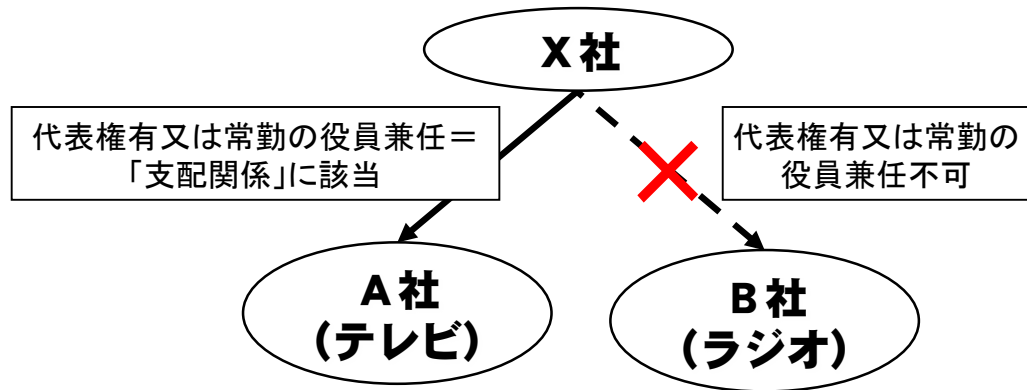 X社
代表権有又は常勤の役員兼任＝
「支配関係」に該当
代表権有又は常勤の
役員兼任不可
A社
(テレビ)
B社
(ラジオ)